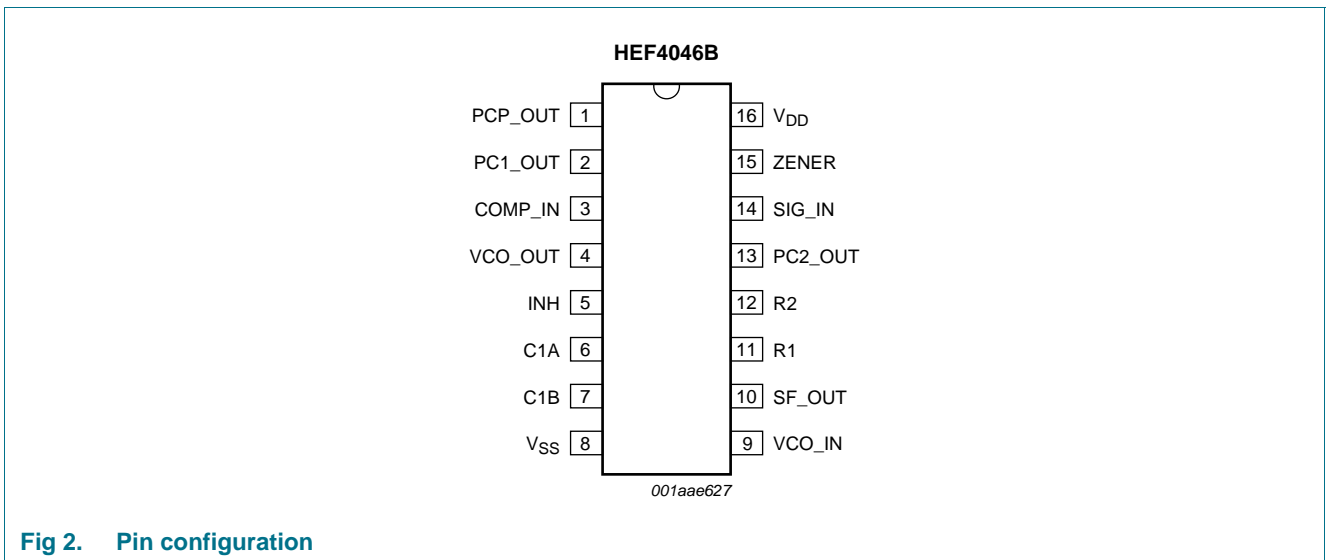 HEF4046B
PCP_OUT 1
PC1_OUT 2
COMP_IN 3
VCO_OUT 4
INH 5
C1A 6
C1B 7
VSS 8
16 VDD
15 ZENER
14 SIG_IN
13 PC2_OUT
12 R2
11 R1
10 SF_OUT
9 VCO_IN
001aae627
Fig 2. Pin configuration